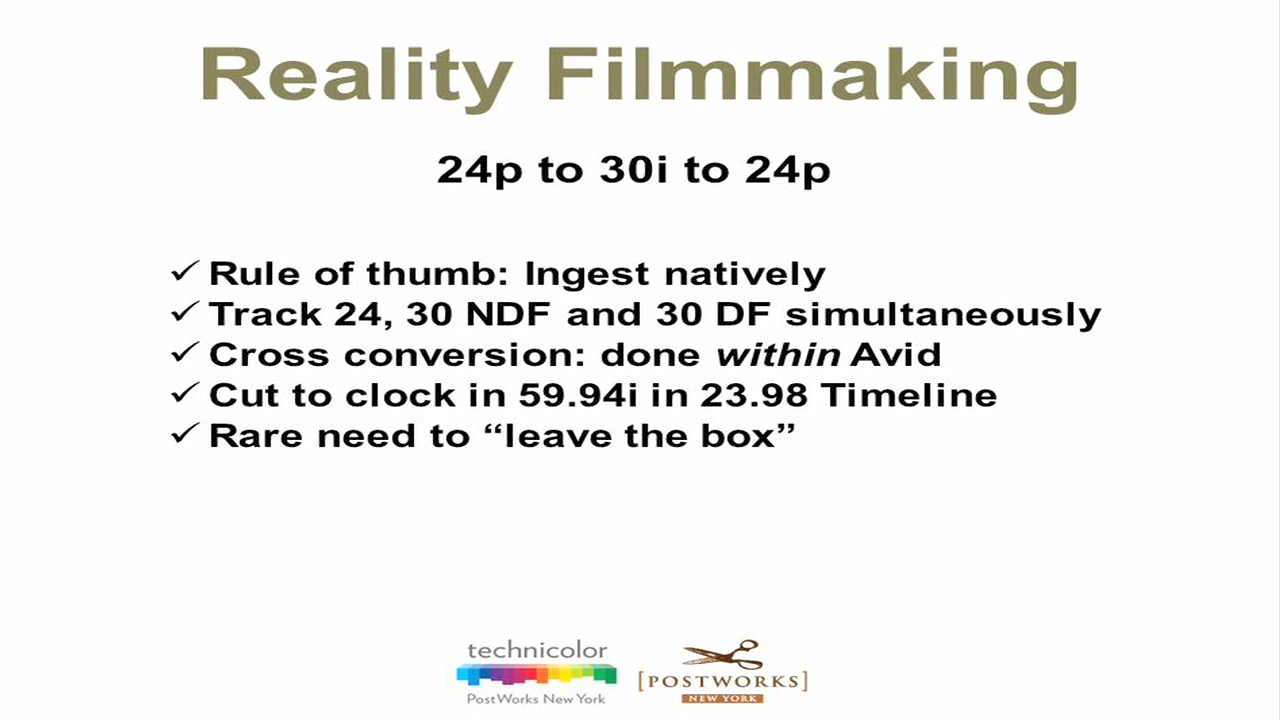 Reality Filmmaking
24p to 30i to 24p
✓ Rule of thumb: Ingest natively
✓ Track 24, 30 NDF and 30 DF simultaneously
✓ Cross conversion: done within Avid
✓ Cut to clock in 59.94i in 23.98 Timeline
✓ Rare need to “leave the box”
technicolor
PostWorks New York
[POSTWORKS]
NEW YORK